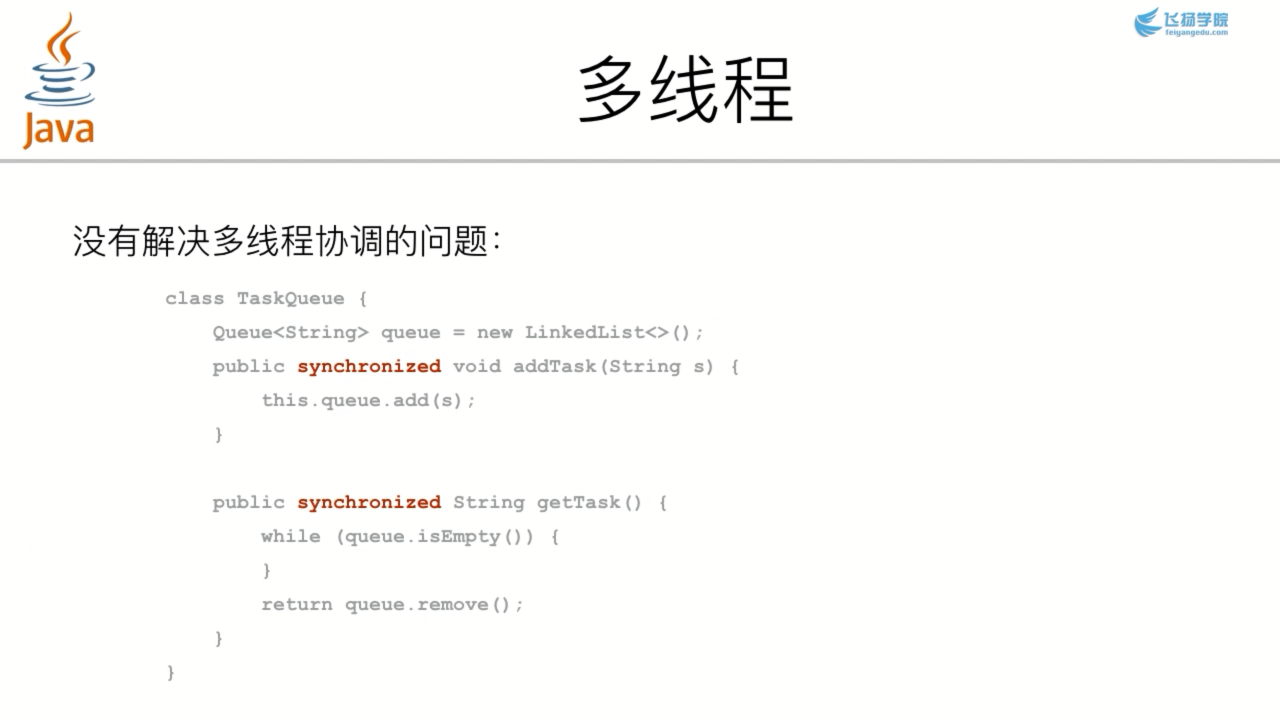 飞扬学院
feiyangedu.com
Java
多线程
没有解决多线程协调的问题：
class TaskQueue {
    Queue<String> queue = new LinkedList<>();
    public synchronized void addTask(String s) {
        this.queue.add(s);
    }
    public synchronized String getTask() {
        while (queue.isEmpty()) {
        }
        return queue.remove();
    }
}